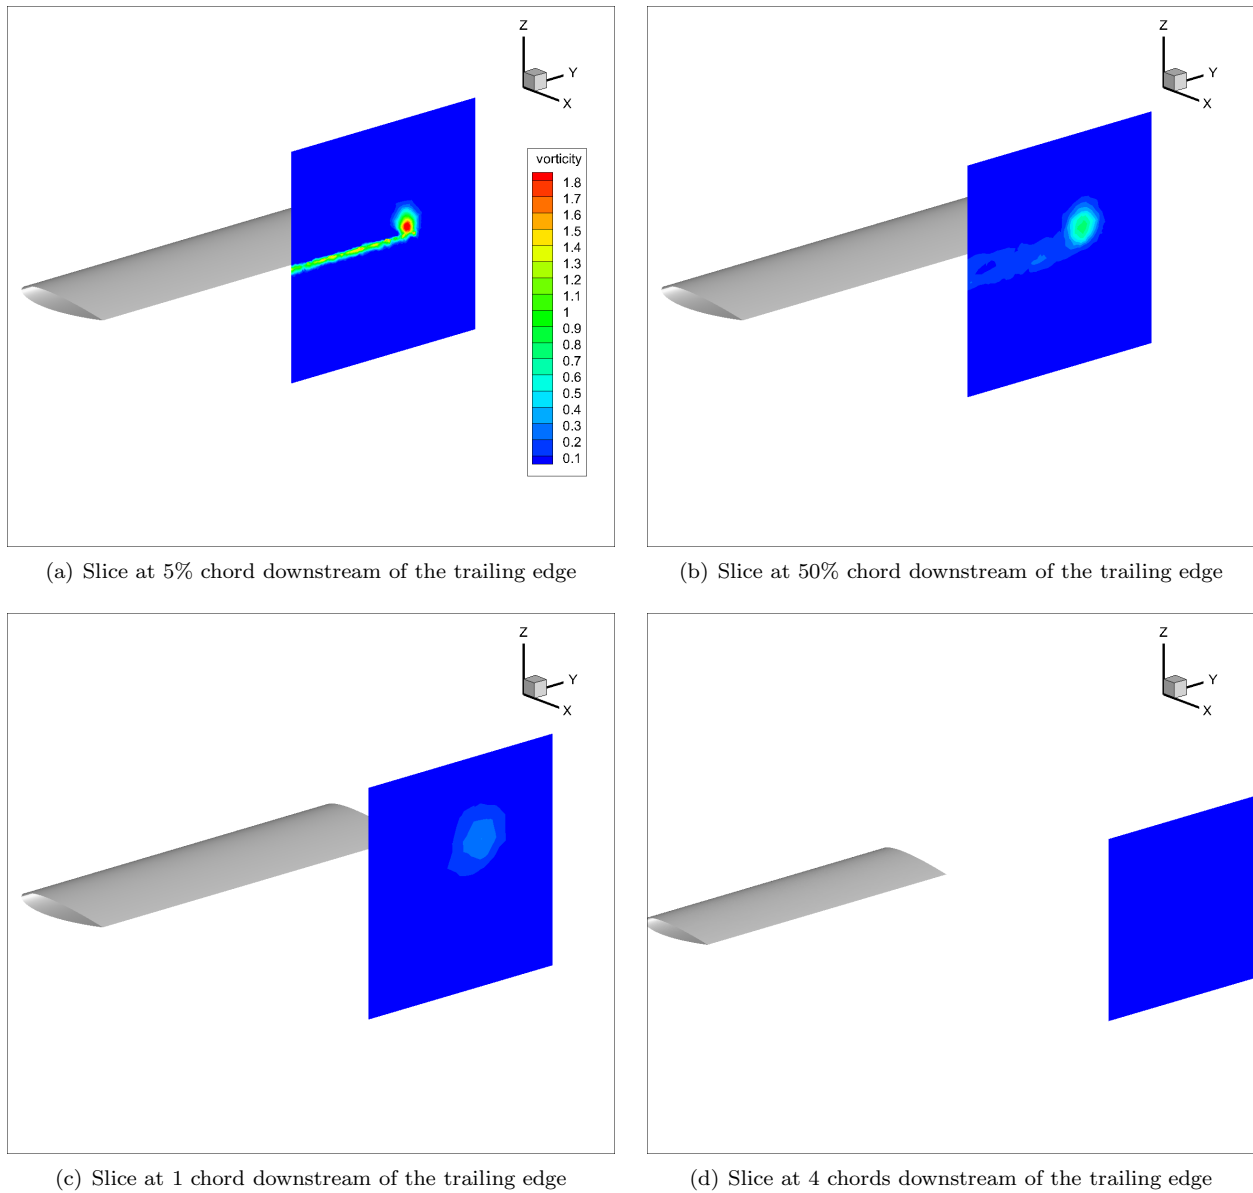 Z
Y
X
vorticity
1.8
1.7
1.6
1.5
1.4
1.3
1.2
1.1
1
0.9
0.8
0.7
0.6
0.5
0.4
0.3
0.2
0.1
Z
Y
X
(a) Slice at 5% chord downstream of the trailing edge
(b) Slice at 50% chord downstream of the trailing edge
Z
Y
X
Z
Y
X
(c) Slice at 1 chord downstream of the trailing edge
(d) Slice at 4 chords downstream of the trailing edge